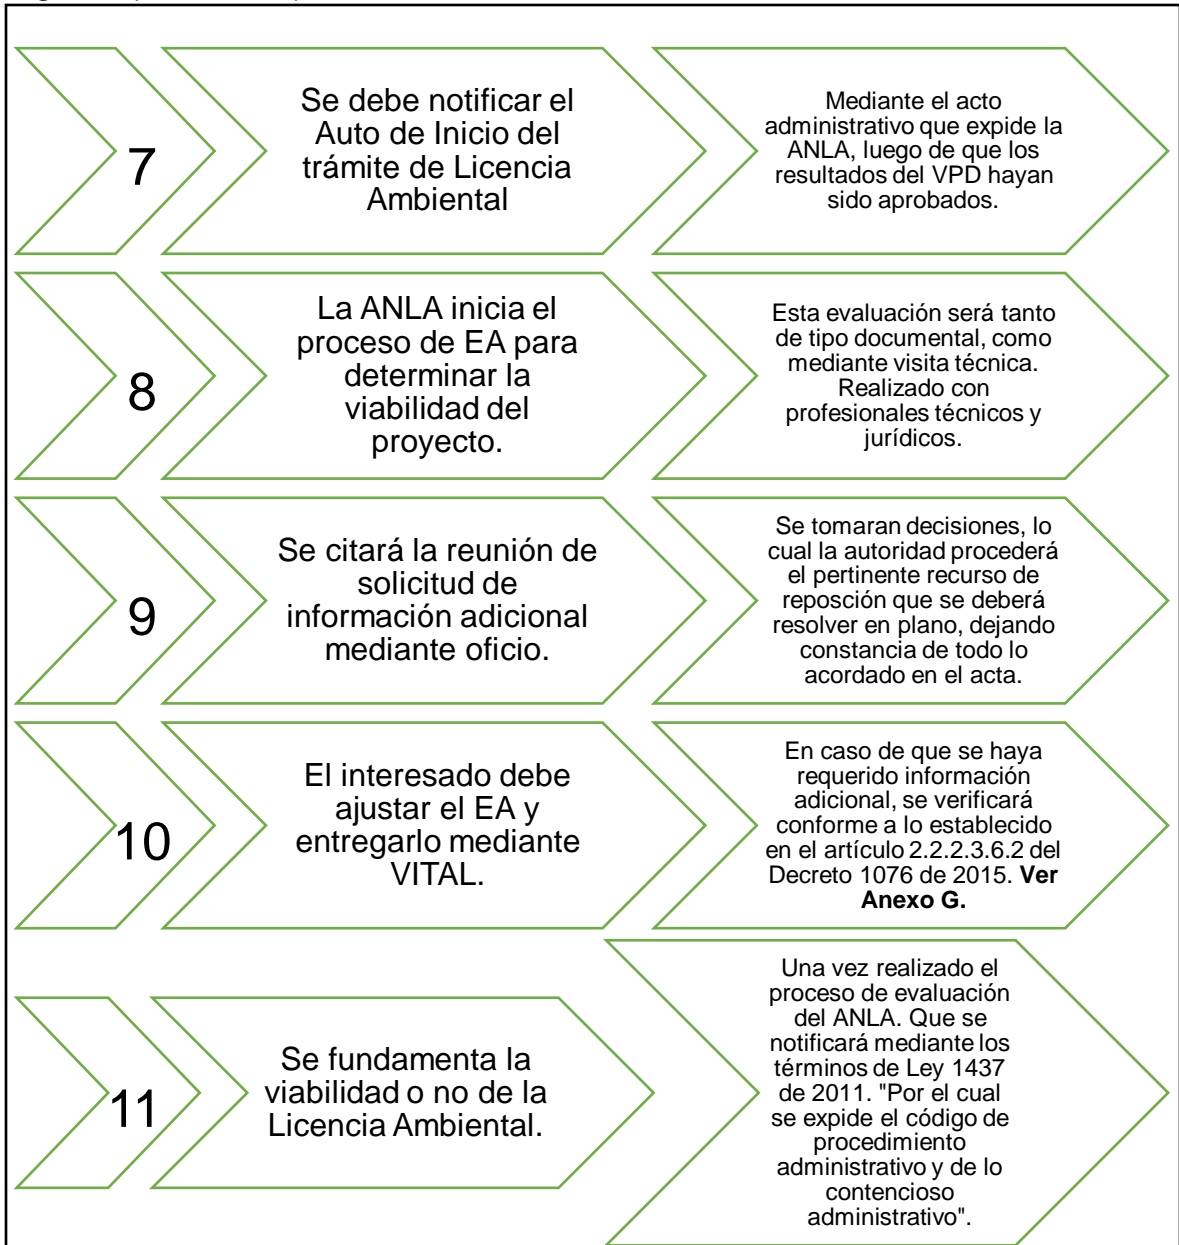 7
Se debe notificar el
Auto de Inicio del
trámite de Licencia
Ambiental
Mediante el acto
administrativo que expide la
ANLA, luego de que los
resultados del VPD hayan
sido aprobados.
8
La ANLA inicia el
proceso de EA para
determinar la
viabilidad del
proyecto.
Esta evaluación será tanto
de tipo documental, como
mediante visita técnica.
Realizado con
profesionales técnicos y
jurídicos.
9
Se citará la reunión de
solicitud de
información adicional
mediante oficio.
Se tomaran decisiones, lo
cual la autoridad procederá
el pertinente recurso de
reposción que se deberá
resolver en plano, dejando
constancia de todo lo
acordado en el acta.
10
El interesado debe
ajustar el EA y
entregarlo mediante
VITAL.
En caso de que se haya
requerido información
adicional, se verificará
conforme a lo establecido
en el artículo 2.2.2.3.6.2 del
Decreto 1076 de 2015. Ver
Anexo G.
11
Se fundamenta la
viabilidad o no de la
Licencia Ambiental.
Una vez realizado el
proceso de evaluación
del ANLA. Que se
notificará mediante los
términos de Ley 1437
de 2011. "Por el cual
se expide el código de
procedimiento
administrativo y de lo
contencioso
administrativo".